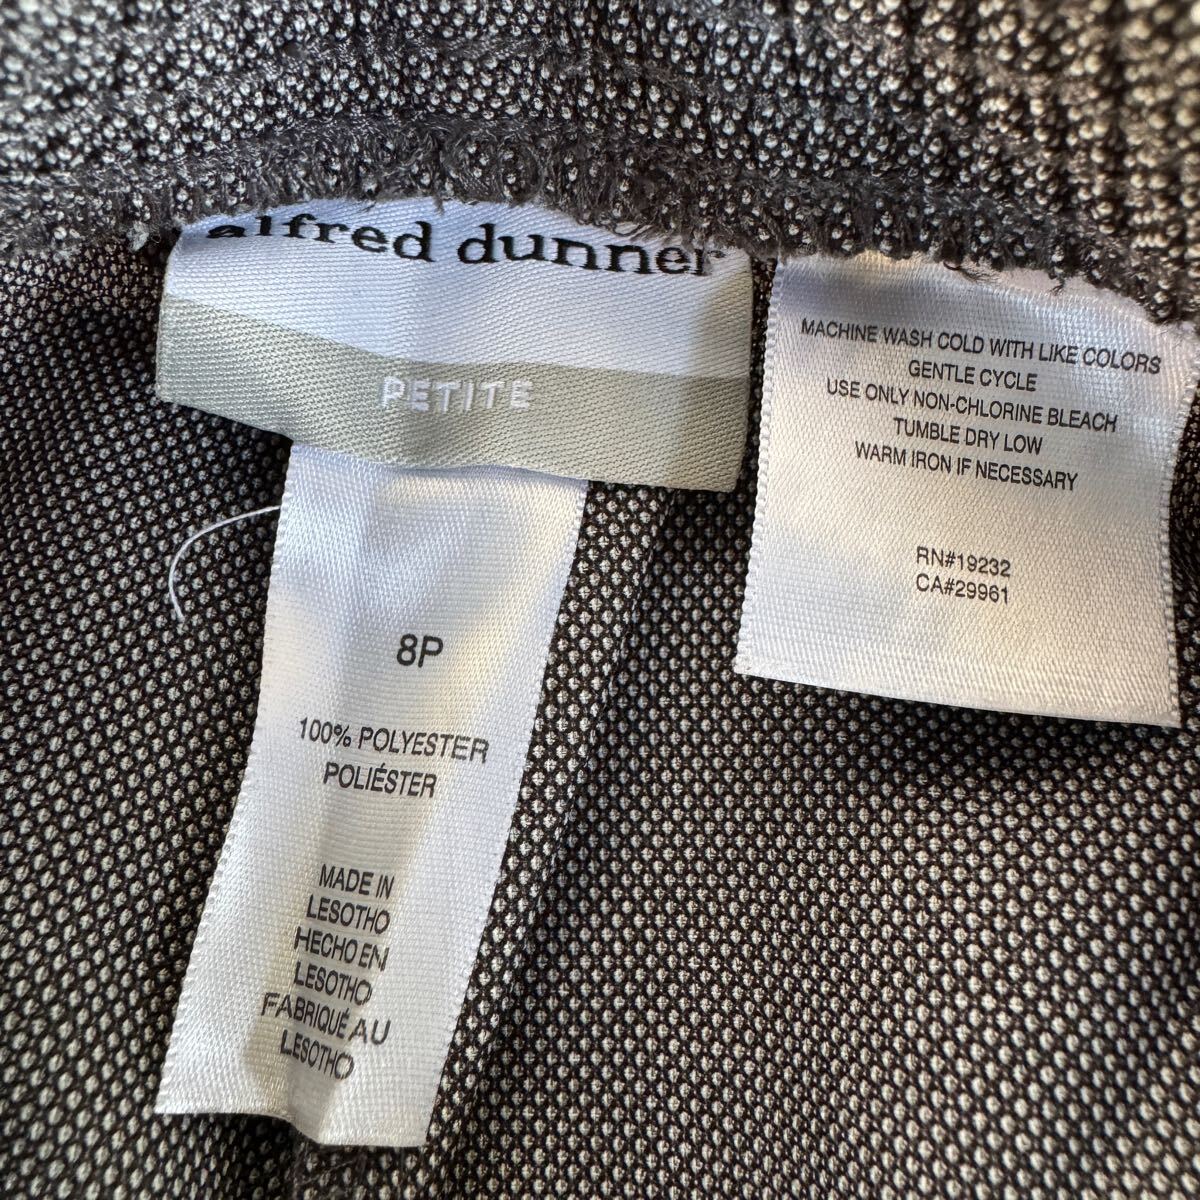 alfred dunner
PETITE
8P
100% POLYESTER
POLIÉSTER
MADE IN
LESOTHO
HECHO EN
LESOTHO
FABRIQUÉ AU
LESOTHO
MACHINE WASH COLD WITH LIKE COLORS
GENTLE CYCLE
USE ONLY NON-CHLORINE BLEACH
TUMBLE DRY LOW
WARM IRON IF NECESSARY
RN#19232
CA#29961